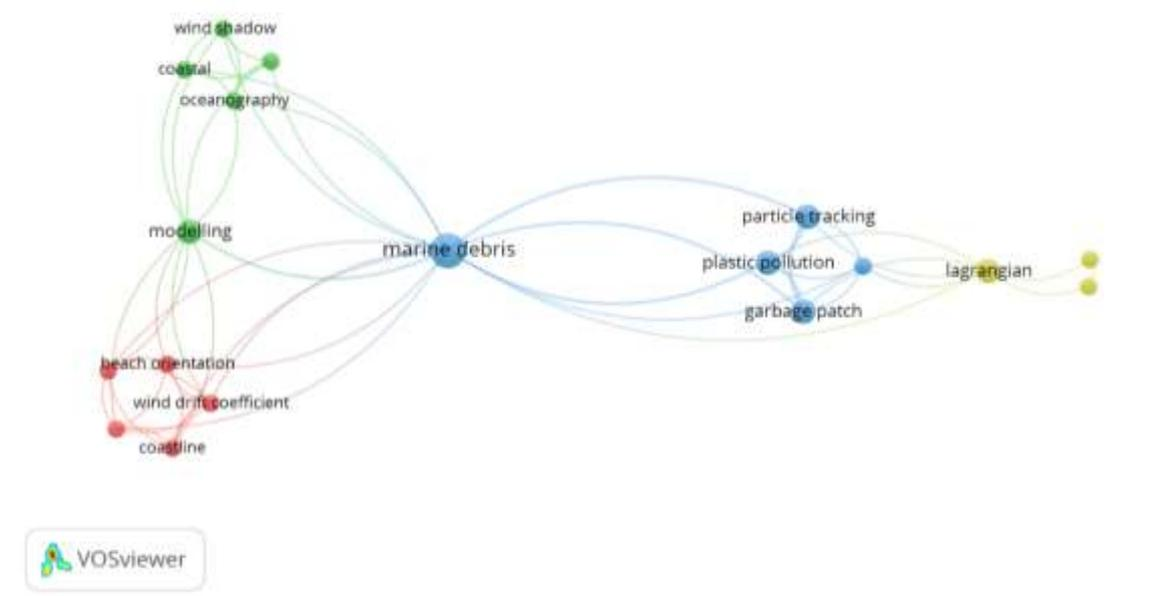 wind shadow
coastal
oceanography
modelling
marine debris
particle tracking
plastic pollution
garbage patch
lagrangian
beach orientation
wind drift coefficient
coastline
VOSviewer